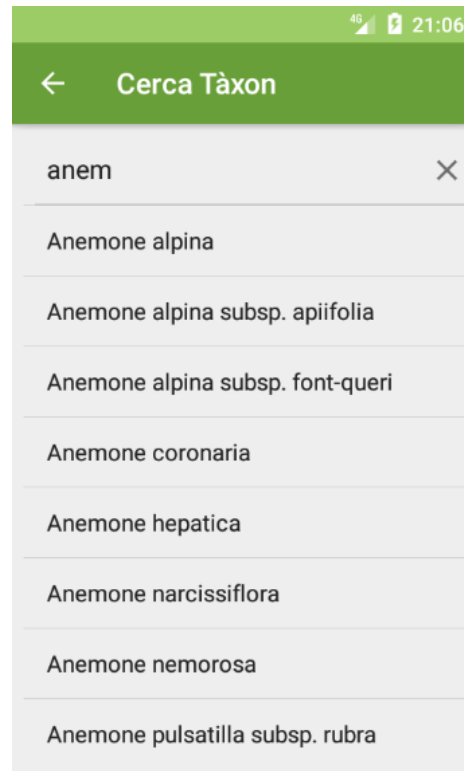 4G 21:06
Cerca Tàxon
anem
Anemone alpina
Anemone alpina subsp. apiifolia
Anemone alpina subsp. font-queri
Anemone coronaria
Anemone hepatica
Anemone narcissiflora
Anemone nemorosa
Anemone pulsatilla subsp. rubra